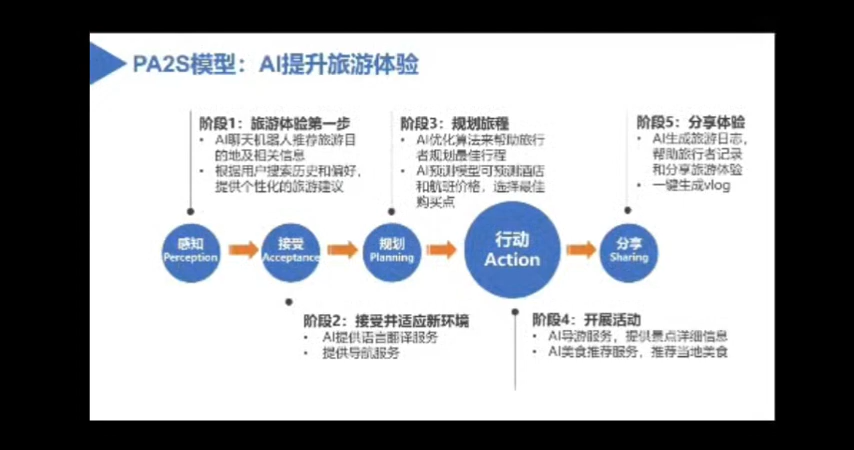 PA2S模型：AI提升旅游体验
阶段1：旅游体验第一步
• AI聊天机器人推荐旅游目
的地及相关信息
• 根据用户搜索历史和偏好，
提供个性化的旅游建议
阶段3：规划旅程
• AI优化算法来帮助旅行
者规划最佳行程
• AI预测模型可预测酒店
和航班价格，选择最佳
购买点
阶段5：分享体验
• AI生成旅游日志，
帮助旅行者记录
和分享旅游体验
• 一键生成vlog
感知
Perception
接受
Acceptance
规划
Planning
行动
Action
分享
Sharing
阶段2：接受并适应新环境
• AI提供语言翻译服务
• 提供导航服务
阶段4：开展活动
• AI导游服务，提供景点详细信息
• AI美食推荐服务，推荐当地美食